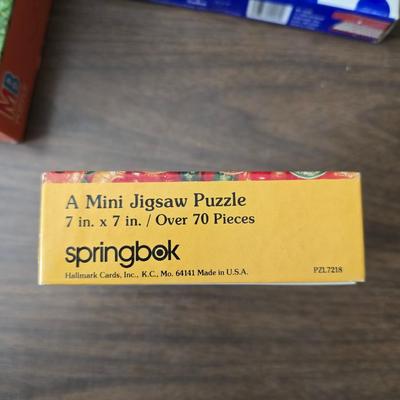 MB
A Mini Jigsaw Puzzle
7 in. x 7 in. / Over 70 Pieces
springbok
Hallmark Cards, Inc., K.C., Mo. 64141 Made in U.S.A.
PZL7218